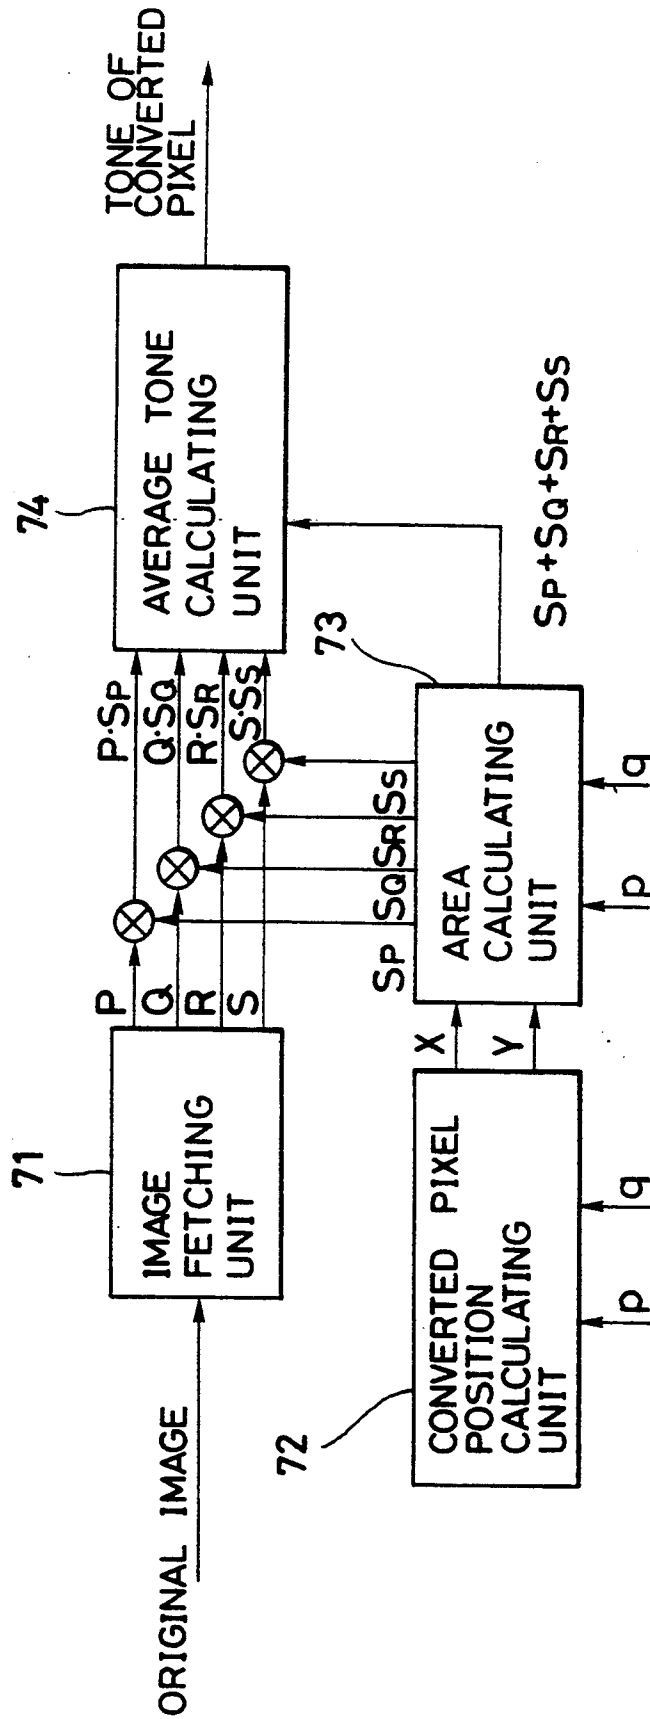 ORIGINAL IMAGE
71
IMAGE
FETCHING
UNIT
P
Q
R
S
P·SP
Q·SQ
R·SR
S·SS
74
AVERAGE TONE
CALCULATING
UNIT
TONE OF
CONVERTED
PIXEL
72
CONVERTED PIXEL
POSITION
CALCULATING
UNIT
p
q
X
Y
SP
SQ
SR
SS
73
AREA
CALCULATING
UNIT
p
q
SP+SQ+SR+SS